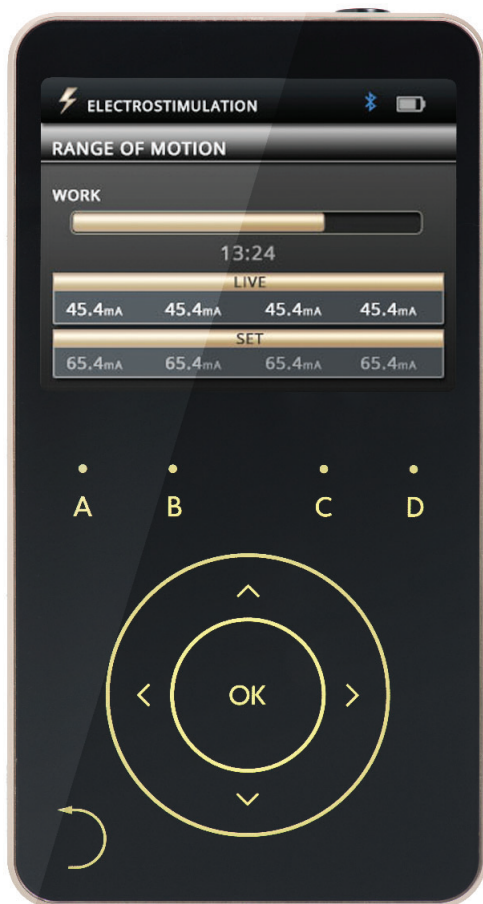 ELECTROSTIMULATION
RANGE OF MOTION
WORK
13:24
LIVE
45.4mA 45.4mA 45.4mA 45.4mA
SET
65.4mA 65.4mA 65.4mA 65.4mA
A B C D
OK